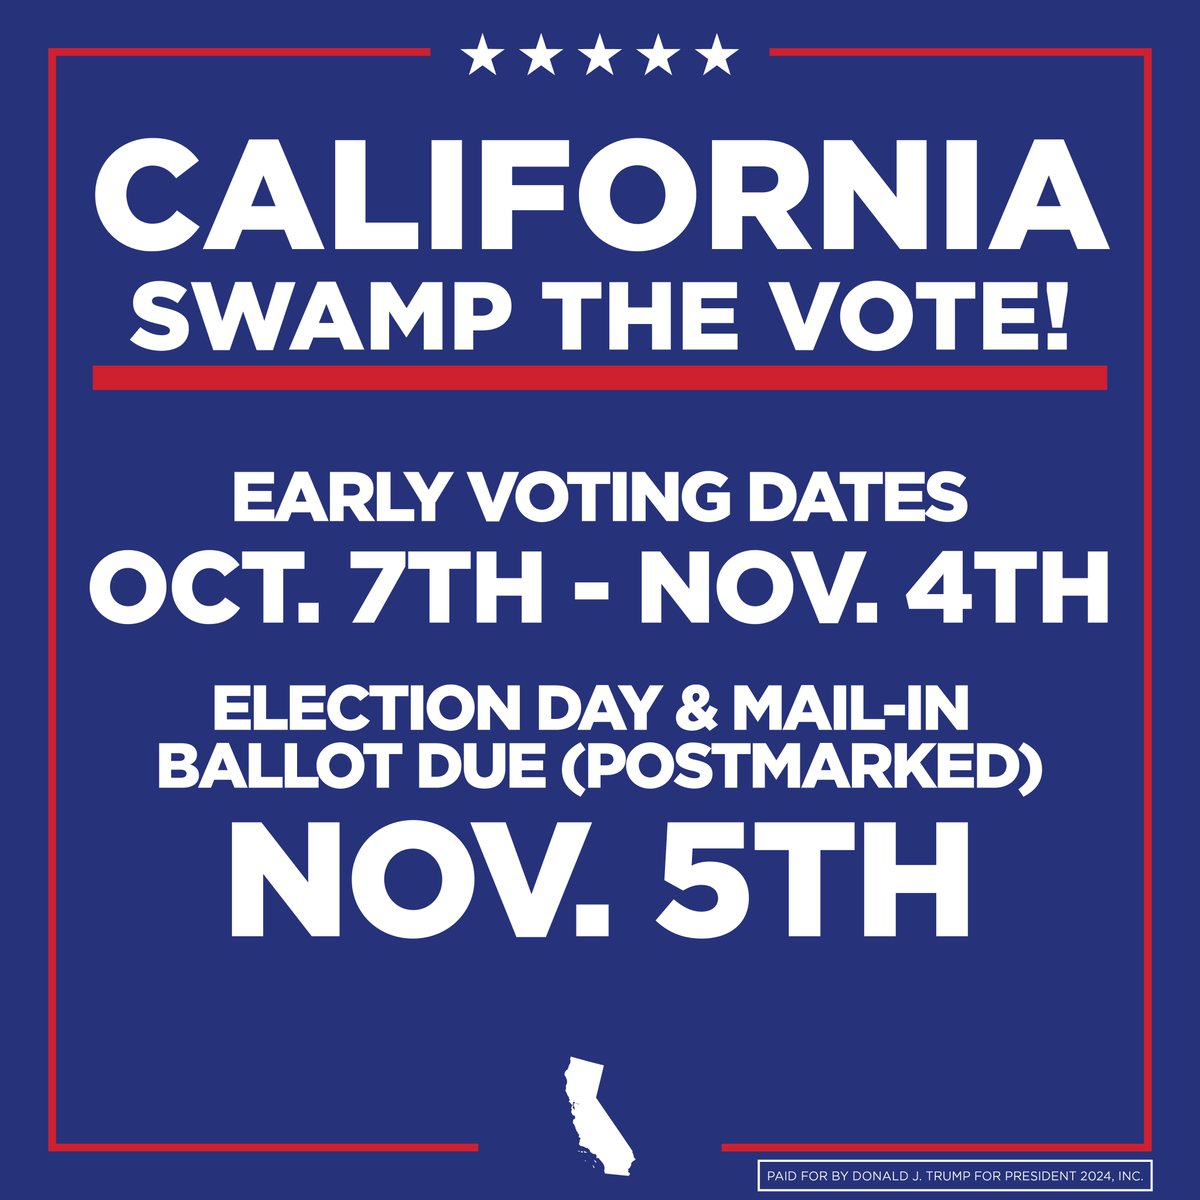 CALIFORNIA
SWAMP THE VOTE!
EARLY VOTING DATES
OCT. 7TH - NOV. 4TH
ELECTION DAY & MAIL-IN
BALLOT DUE (POSTMARKED)
NOV. 5TH
PAID FOR BY DONALD J. TRUMP FOR PRESIDENT 2024, INC.